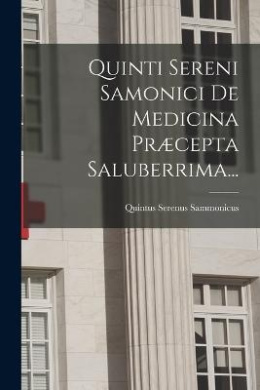 Quinti Sereni
Samonici De
Medicina
Præcepta
Saluberrima...
Quintus Serenus Sammonicus